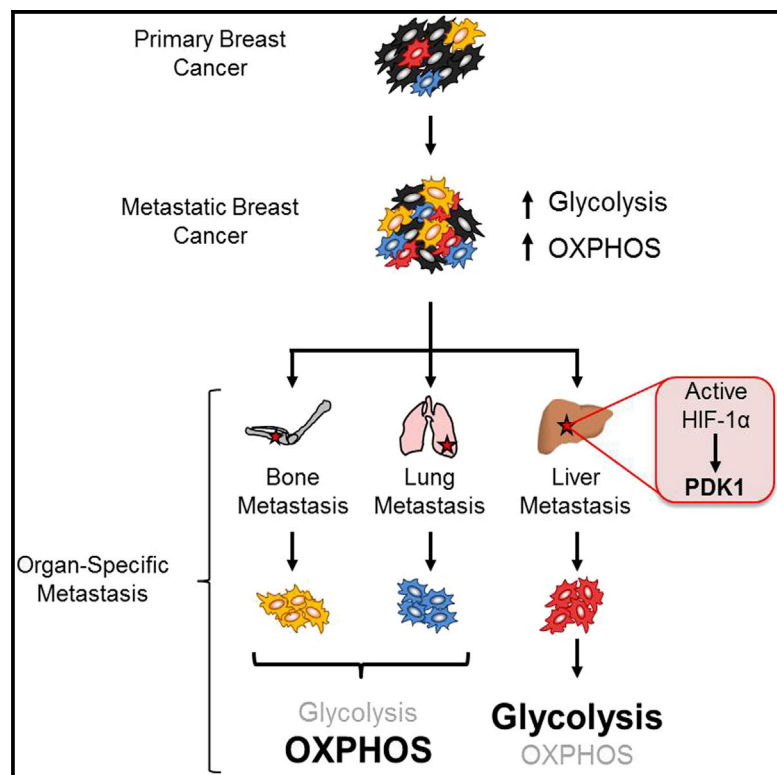 Primary Breast
Cancer
Metastatic Breast
Cancer
↑ Glycolysis
↑ OXPHOS
Active
HIF-1α
PDK1
Bone
Metastasis
Lung
Metastasis
Liver
Metastasis
Organ-Specific
Metastasis
Glycolysis
OXPHOS
Glycolysis
OXPHOS